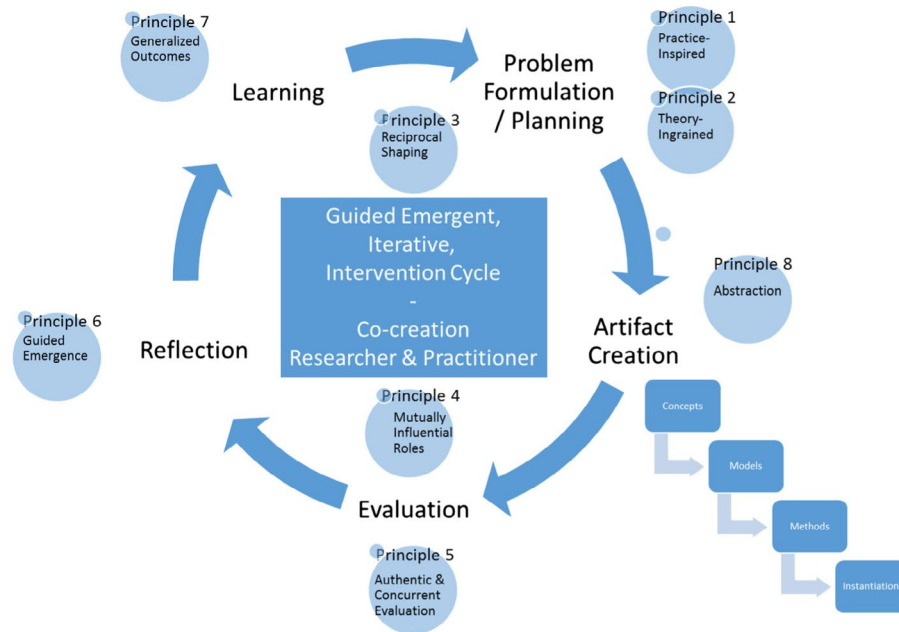 Principle 7
Generalized
Outcomes
Learning
Principle 3
Reciprocal
Shaping
Problem
Formulation
/ Planning
Principle 1
Practice-
Inspired
Principle 2
Theory-
Ingrained
Guided Emergent,
Iterative,
Intervention Cycle
-
Co-creation
Researcher & Practitioner
Principle 8
Abstraction
Artifact
Creation
Principle 6
Guided
Emergence
Reflection
Principle 4
Mutually
Influential
Roles
Evaluation
Principle 5
Authentic &
Concurrent
Evaluation
Concepts
Models
Methods
Instantiation